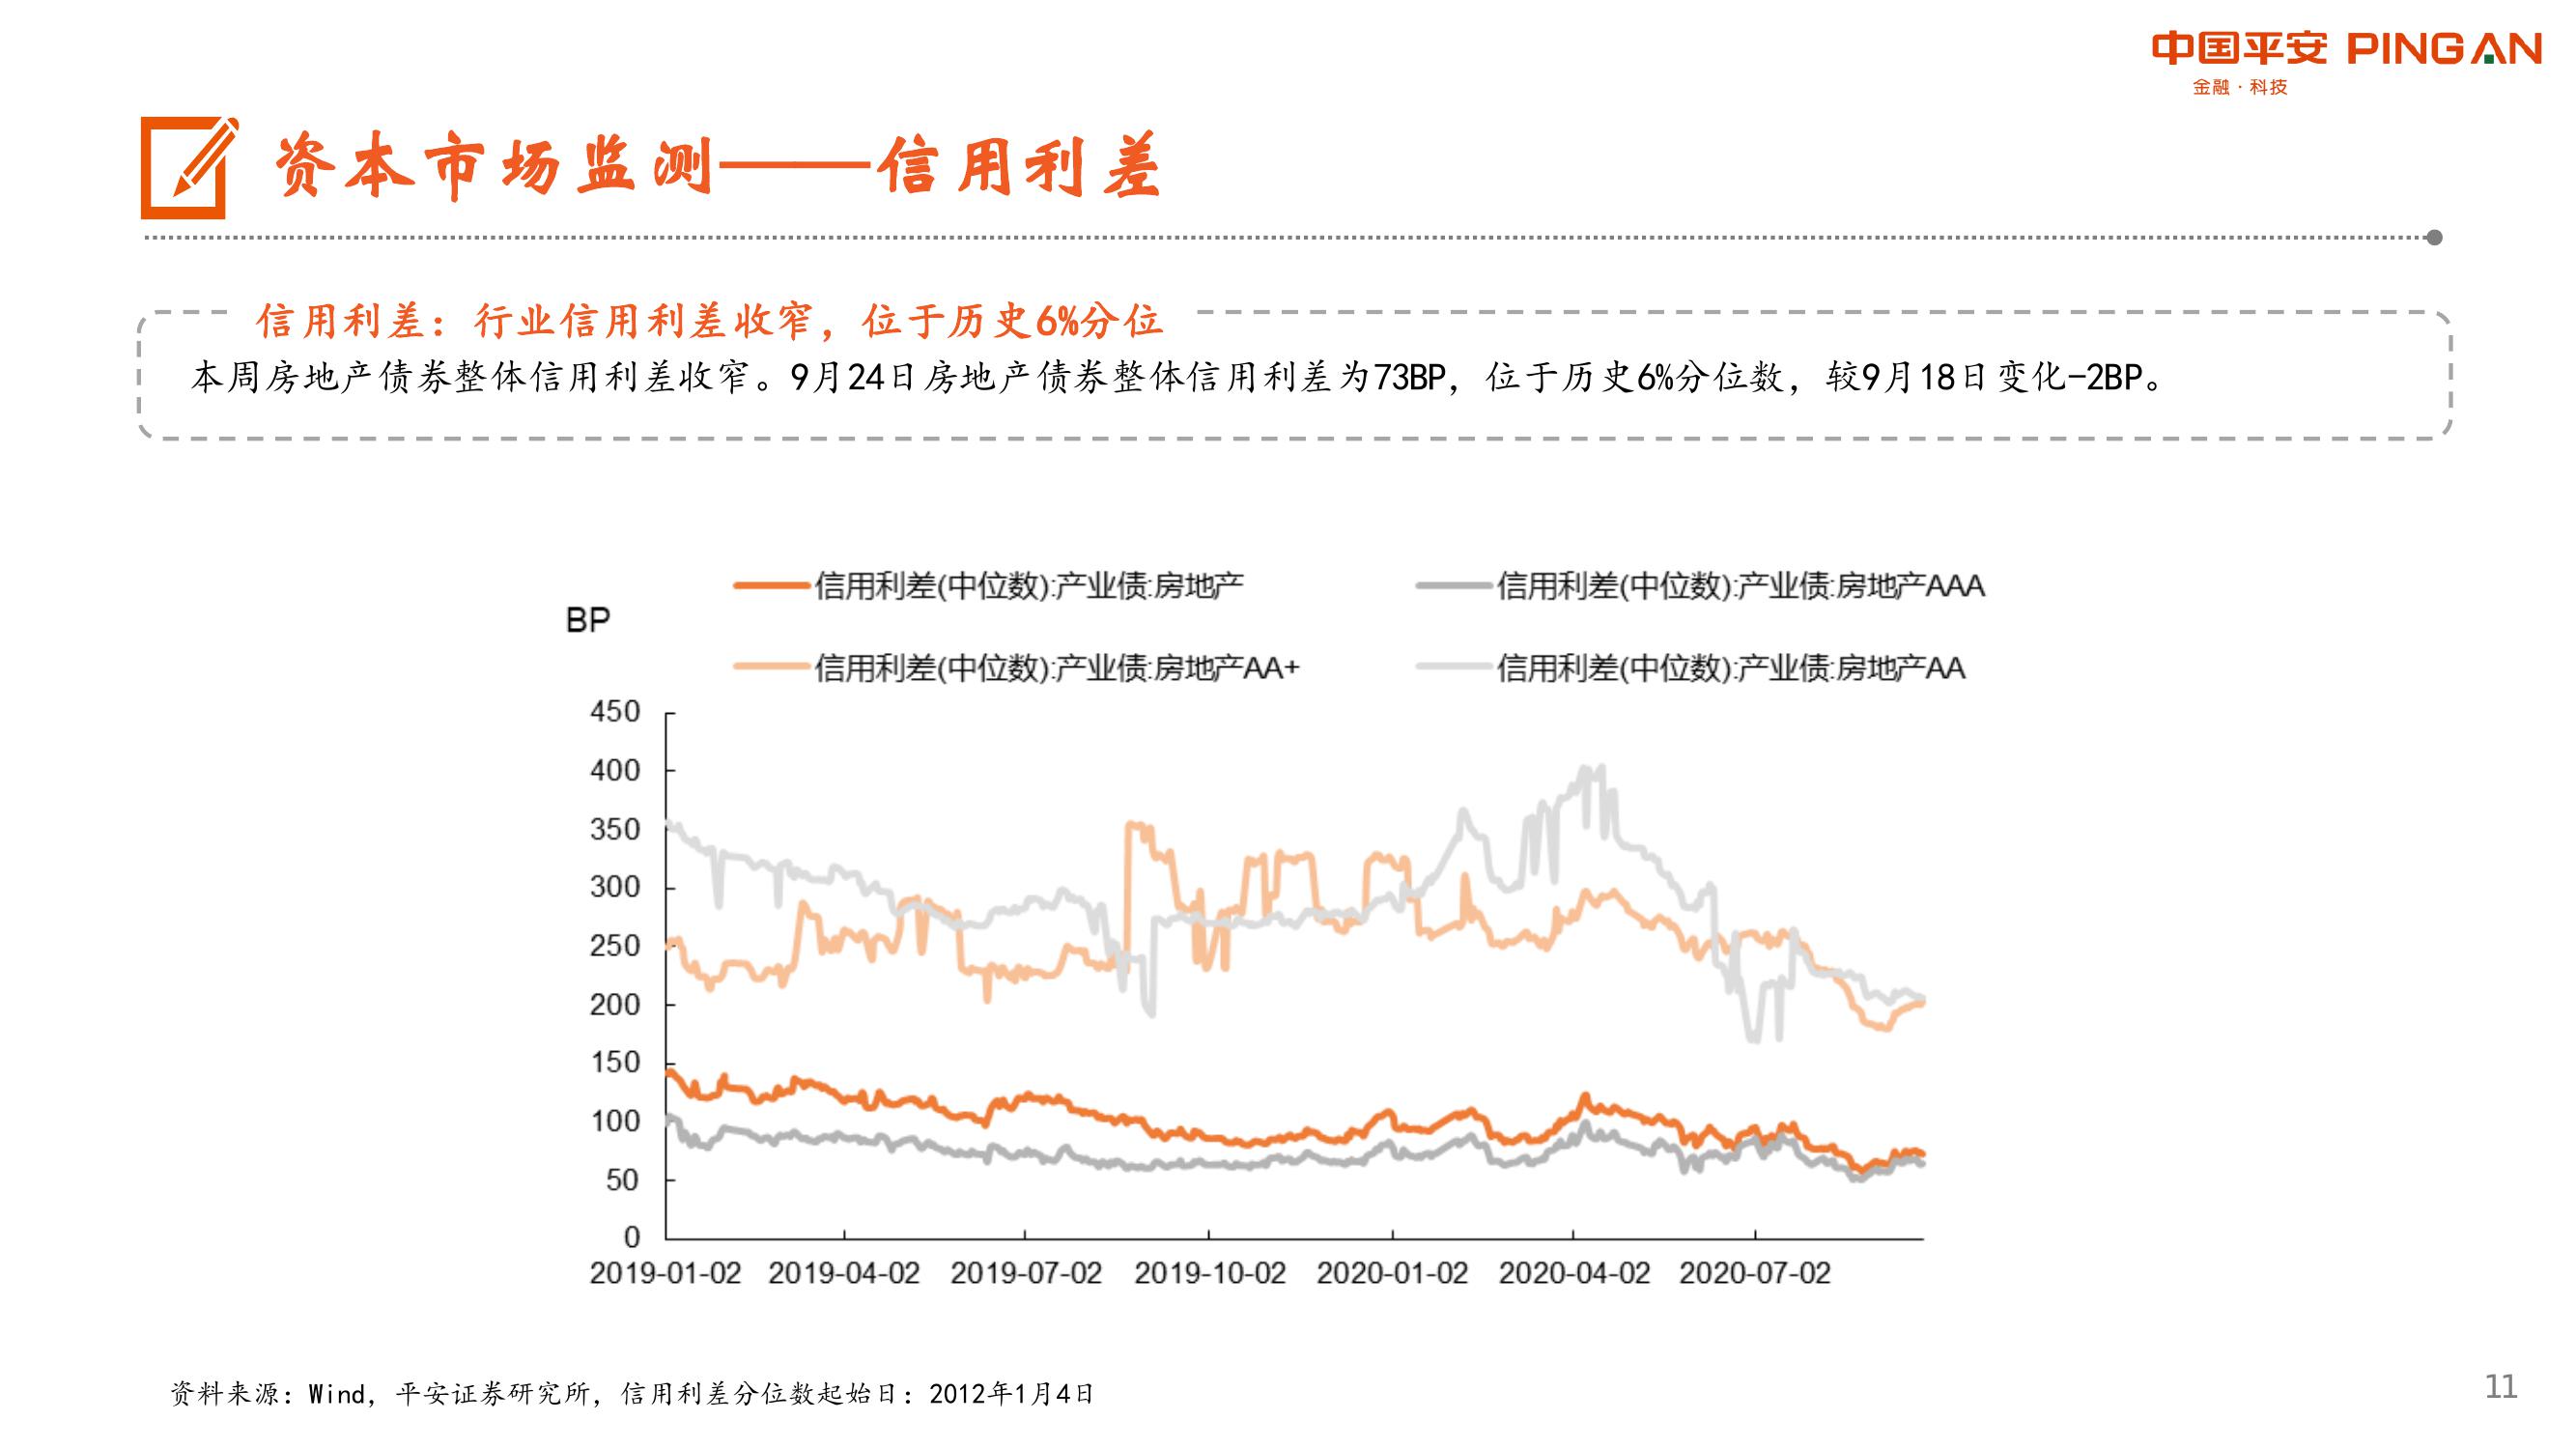 中国平安 PINGAN
金融·科技
资本市场监测——信用利差
信用利差：行业信用利差收窄，位于历史6%分位
本周房地产债券整体信用利差收窄。9月24日房地产债券整体信用利差为73BP，位于历史6%分位数，较9月18日变化-2BP。
信用利差(中位数):产业债:房地产
信用利差(中位数):产业债:房地产AAA
BP
信用利差(中位数):产业债:房地产AA+
信用利差(中位数):产业债:房地产AA
450
400
350
300
250
200
150
100
50
0
2019-01-02 2019-04-02 2019-07-02 2019-10-02 2020-01-02 2020-04-02 2020-07-02
资料来源：Wind，平安证券研究所，信用利差分位数起始日：2012年1月4日
11